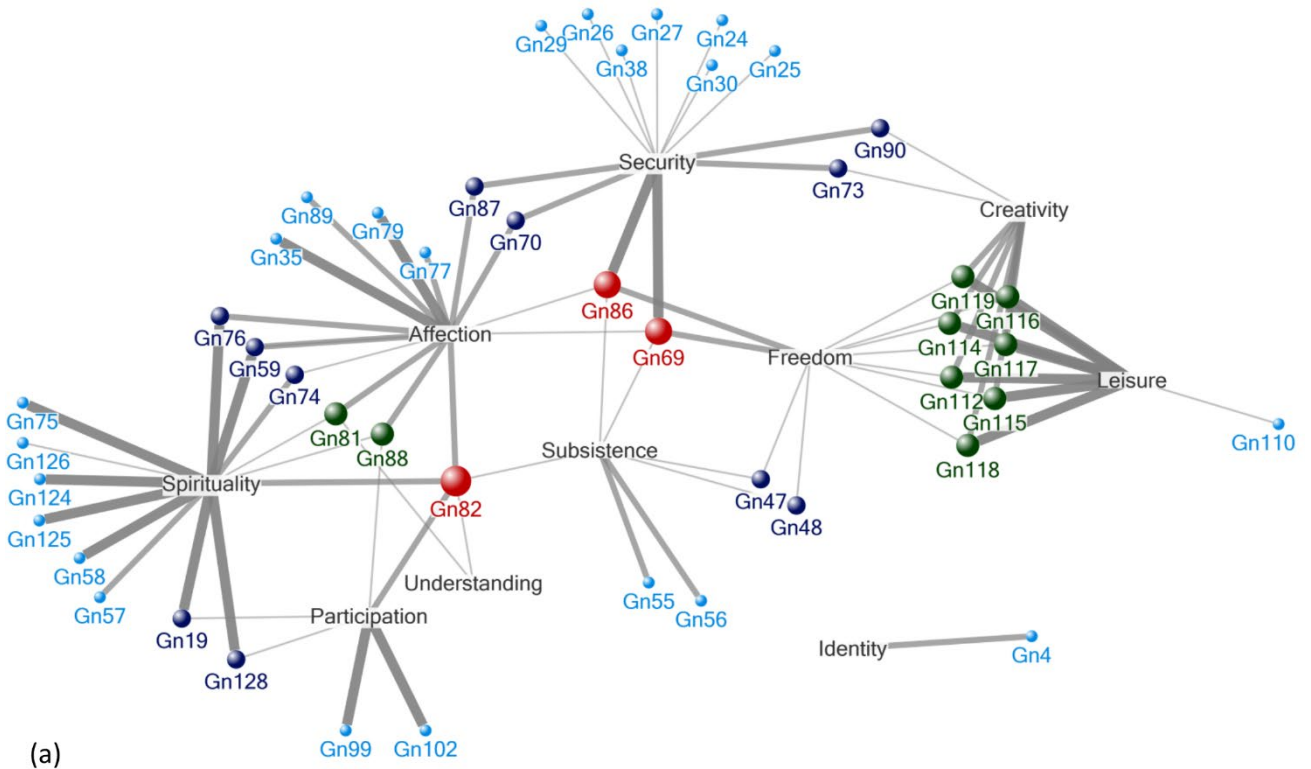 Gn26
Gn27
Gn24
Gn29
Gn38
Gn30
Gn25
Gn90
Security
Gn73
Gn87
Creativity
Gn89
Gn79
Gn70
Gn35
Gn77
Gn119
Gn86
Gn116
Gn76
Affection
Gn69
Gn114
Freedom
Gn59
Gn117
Leisure
Gn74
Gn112
Gn75
Gn115
Gn81
Gn110
Gn126
Gn88
Subsistence
Gn118
Spirituality
Gn124
Gn82
Gn47
Gn125
Gn48
Gn58
Understanding
Gn57
Gn55
Participation
Gn56
Gn19
Identity
Gn4
Gn128
Gn99
Gn102
(a)